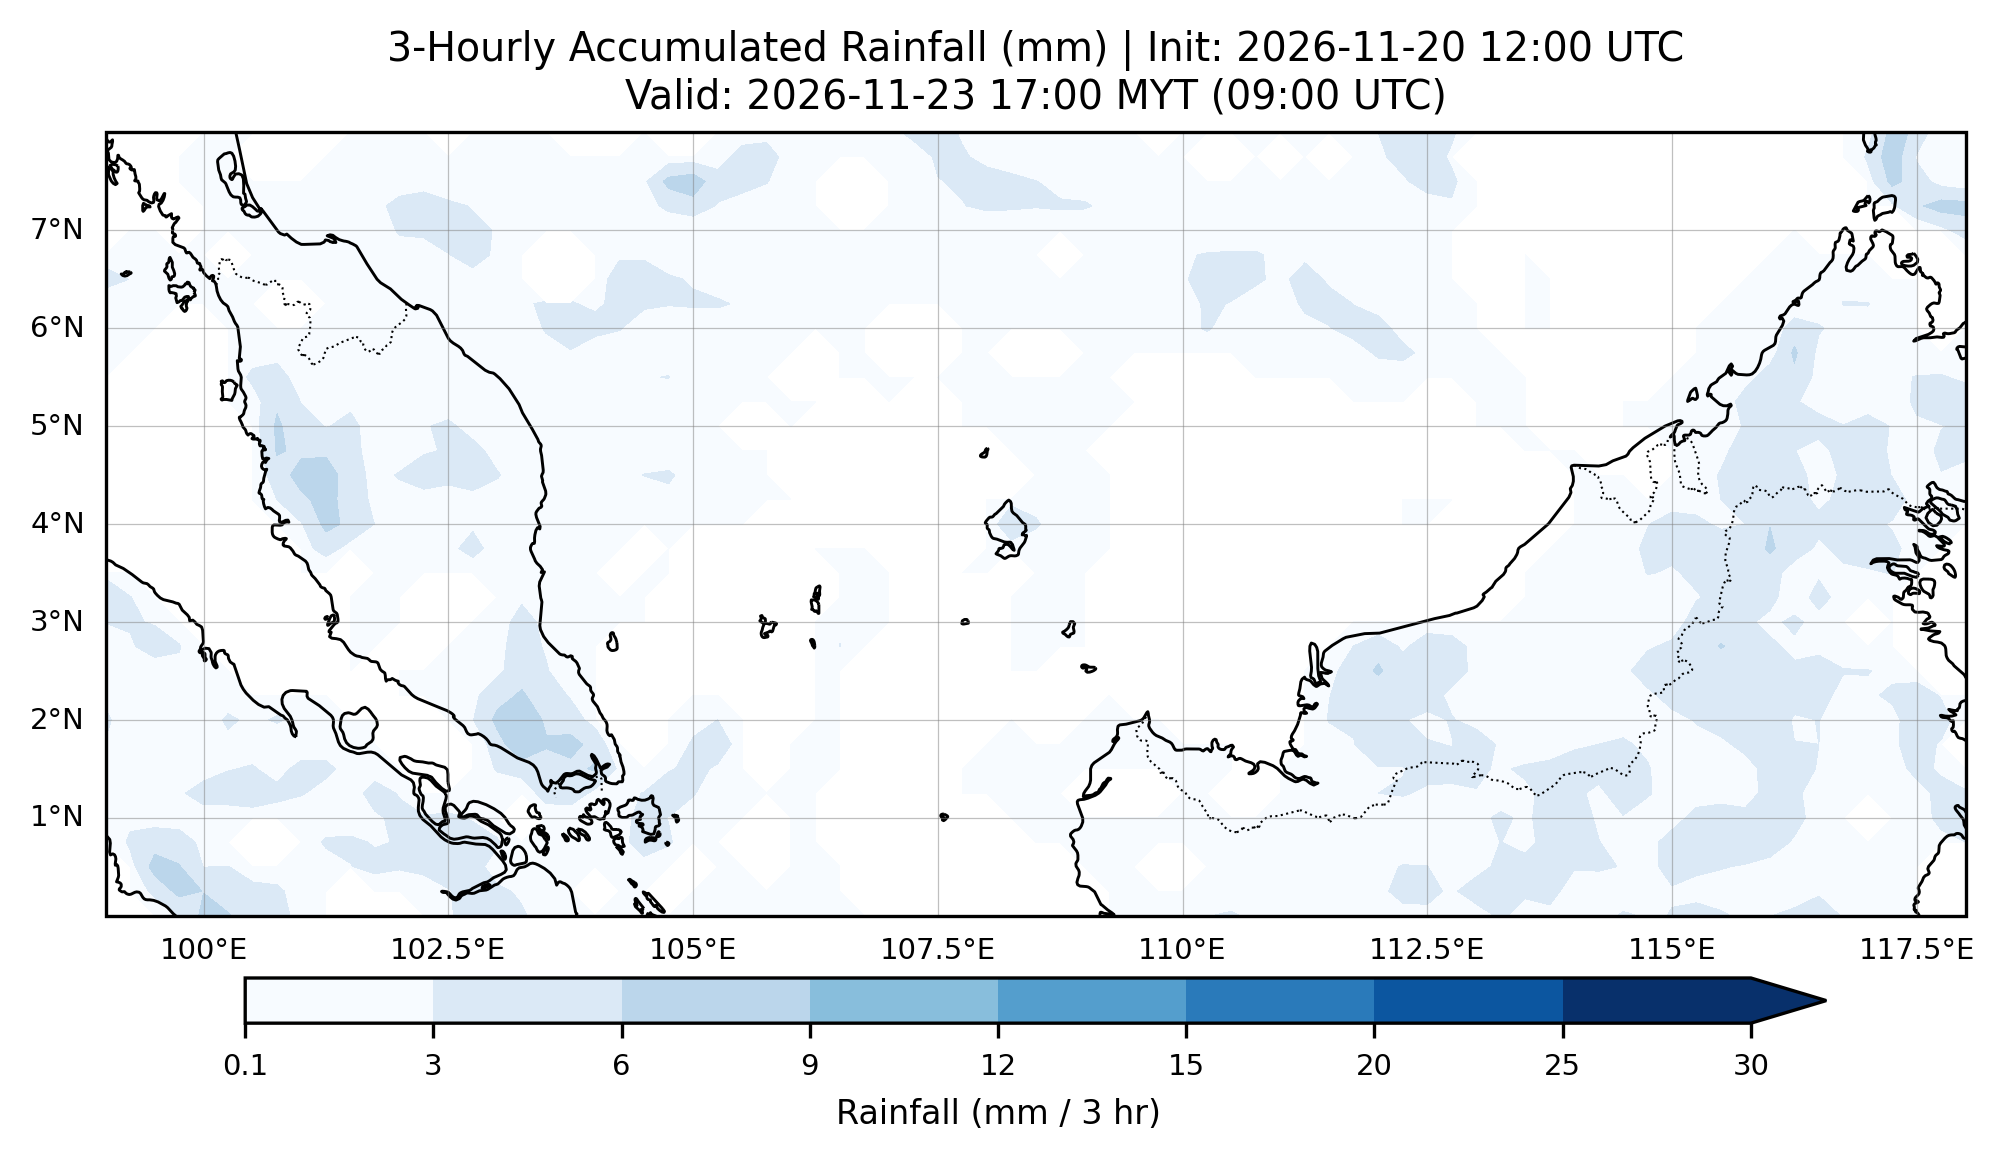 3-Hourly Accumulated Rainfall (mm) | Init: 2026-11-20 12:00 UTC
Valid: 2026-11-23 17:00 MYT (09:00 UTC)
7°N
6°N
5°N
4°N
3°N
2°N
1°N
100°E 102.5°E 105°E 107.5°E 110°E 112.5°E 115°E 117.5°E
0.1 3 6 9 12 15 20 25 30
Rainfall (mm / 3 hr)